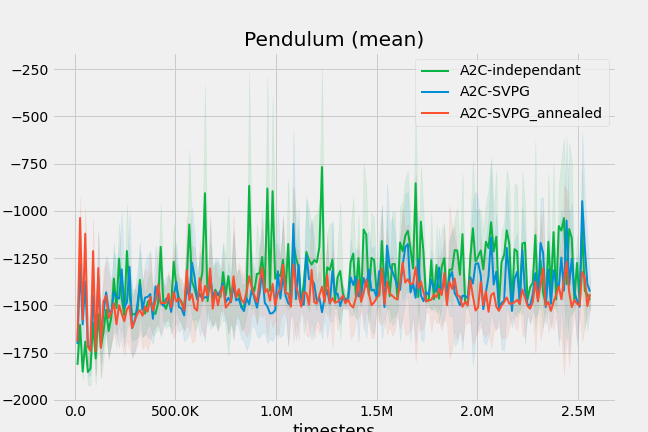 Pendulum (mean)
A2C-independant
A2C-SVPG
A2C-SVPG_annealed
−250
−500
−750
−1000
−1250
−1500
−1750
−2000
0.0 500.0K 1.0M 1.5M 2.0M 2.5M
timesteps